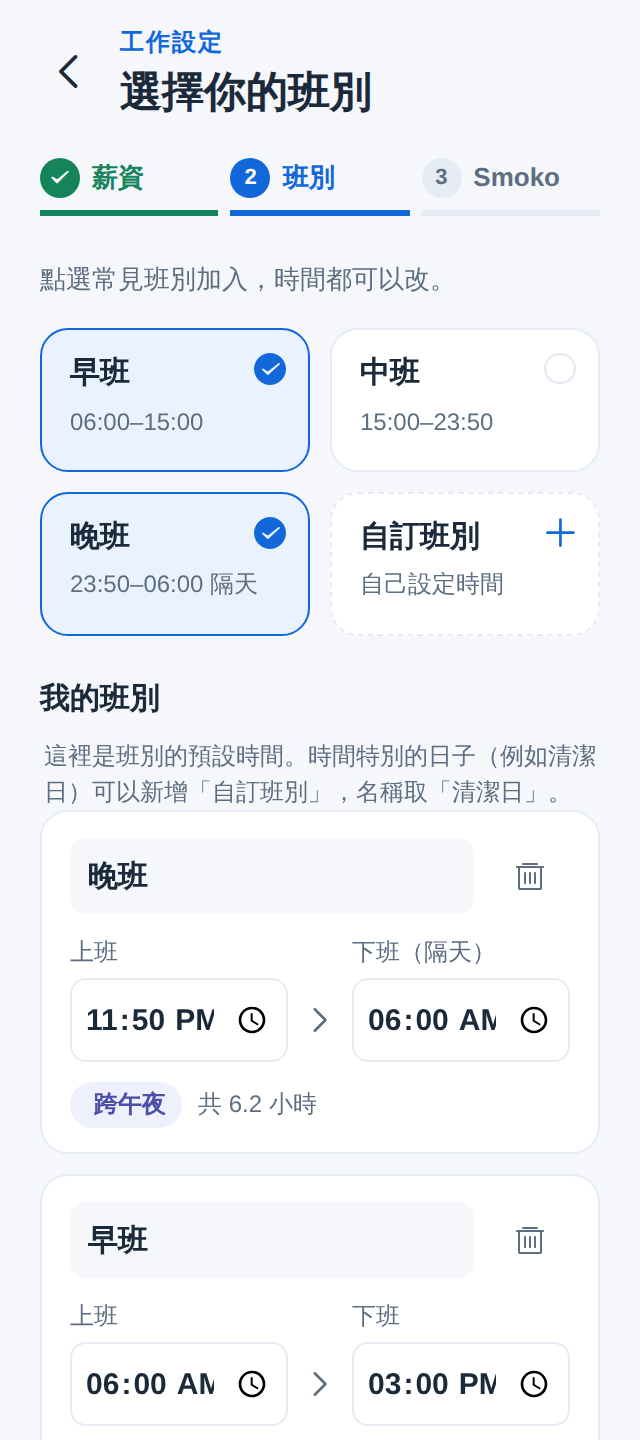 工作設定
選擇你的班別
薪資
2 班別
3 Smoko
點選常見班別加入，時間都可以改。
早班
06:00–15:00
中班
15:00–23:50
晚班
23:50–06:00 隔天
自訂班別
自己設定時間
我的班別
這裡是班別的預設時間。時間特別的日子（例如清潔
日）可以新增「自訂班別」，名稱取「清潔日」。
晚班
上班
下班（隔天）
11:50 PM
06:00 AM
跨午夜
共 6.2 小時
早班
上班
下班
06:00 AM
03:00 PM